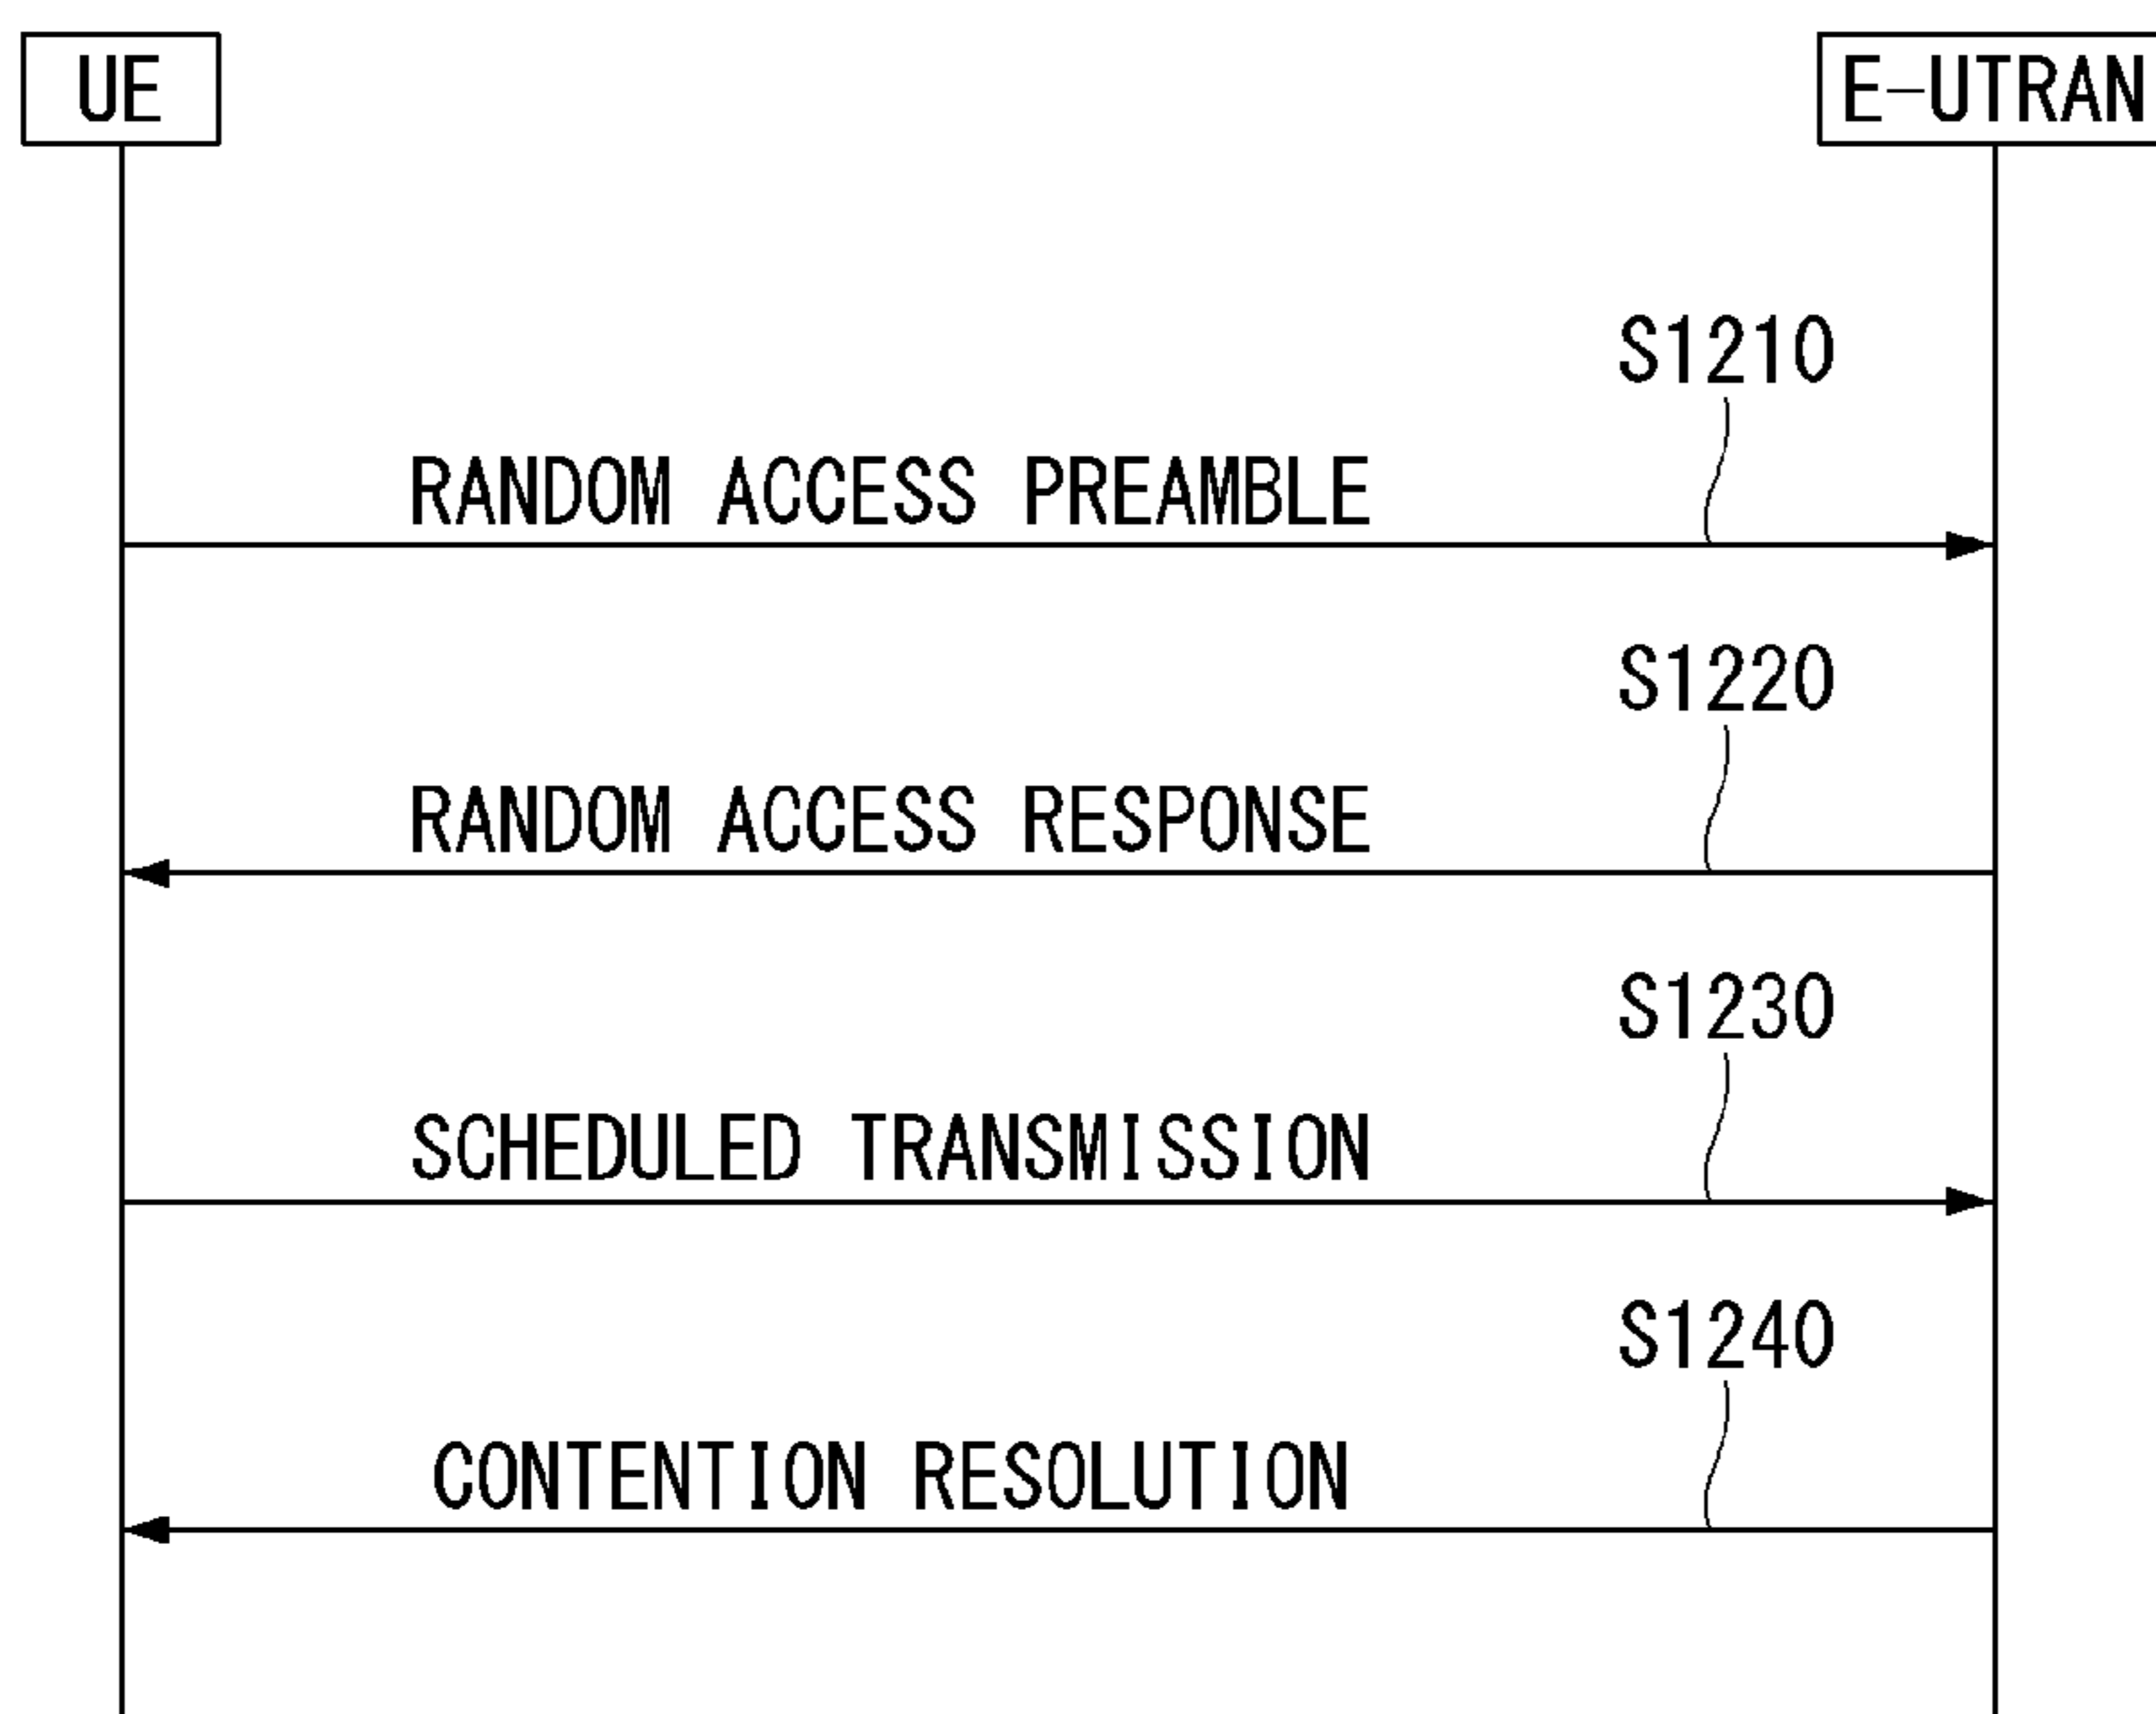 UE
E-UTRAN
S1210
RANDOM ACCESS PREAMBLE
S1220
RANDOM ACCESS RESPONSE
S1230
SCHEDULED TRANSMISSION
S1240
CONTENTION RESOLUTION